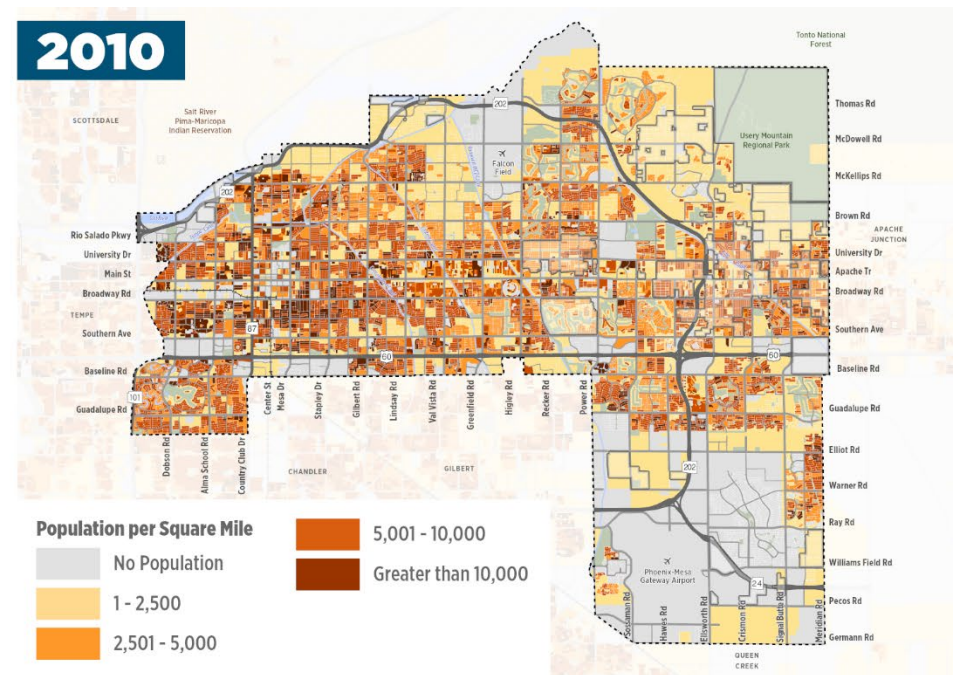 2010
Tonto National
Forest
Thomas Rd
202
SCOTTSDALE
Salt River
Pima-Maricopa
Indian Reservation
Usery Mountain
Regional Park
McDowell Rd
Falcon
Field
McKellips Rd
202
Brown Rd
Rio Salado Pkwy
APACHE
JUNCTION
University Dr
University Dr
Main St
Apache Tr
Broadway Rd
Broadway Rd
TEMPE
87
Southern Ave
Southern Ave
60
60
Baseline Rd
Baseline Rd
101
Guadalupe Rd
Guadalupe Rd
Dobson Rd
Alma School Rd
Country Club Dr
Center St
Mesa Dr
Stapley Dr
Gilbert Rd
Lindsay Rd
Val Vista Rd
Greenfield Rd
Higley Rd
Recker Rd
Power Rd
CHANDLER
GILBERT
Elliot Rd
202
Warner Rd
Ray Rd
Williams Field Rd
Phoenix-Mesa
Gateway Airport
24
Pecos Rd
Sossaman Rd
Hawes Rd
Ellsworth Rd
Crismon Rd
Signal Butte Rd
Meridian Rd
Germann Rd
QUEEN
CREEK
Population per Square Mile
No Population
1 - 2,500
2,501 - 5,000
5,001 - 10,000
Greater than 10,000